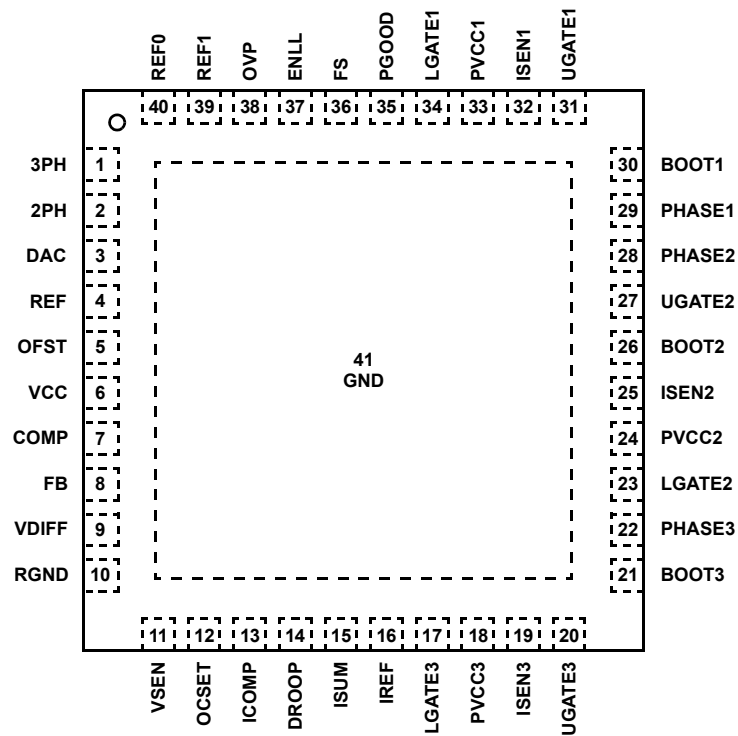 REF0
REF1
OVP
ENLL
FS
PGOOD
LGATE1
PVCC1
ISEN1
UGATE1
40 39 38 37 36 35 34 33 32 31
3PH 1
2PH 2
DAC 3
REF 4
OFST 5
VCC 6
COMP 7
FB 8
VDIFF 9
RGND 10
41
GND
30 BOOT1
29 PHASE1
28 PHASE2
27 UGATE2
26 BOOT2
25 ISEN2
24 PVCC2
23 LGATE2
22 PHASE3
21 BOOT3
11 12 13 14 15 16 17 18 19 20
VSEN
OCSET
ICOMP
DROOP
ISUM
IREF
LGATE3
PVCC3
ISEN3
UGATE3